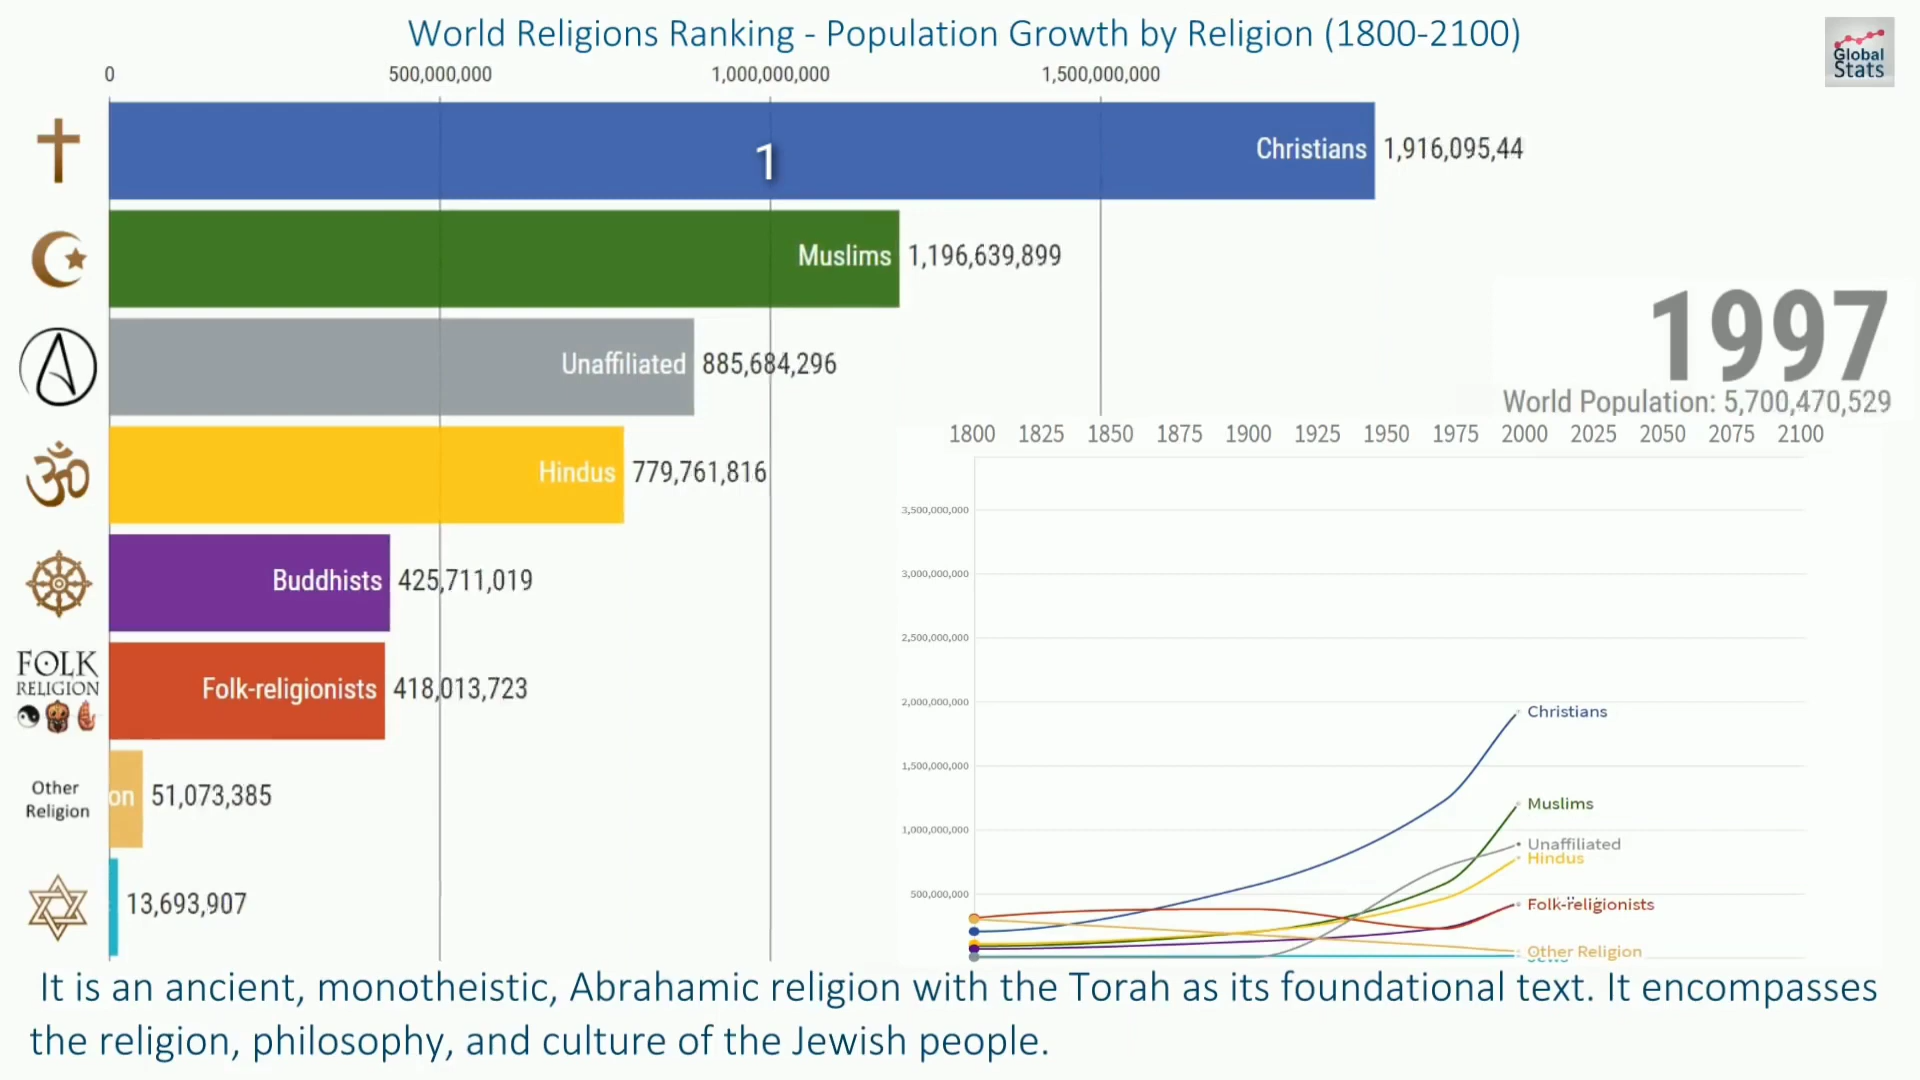 World Religions Ranking - Population Growth by Religion (1800-2100)
Global
Stats
0 500,000,000 1,000,000,000 1,500,000,000
1 Christians 1,916,095,44
Muslims 1,196,639,899
Unaffiliated 885,684,296
Hindus 779,761,816
Buddhists 425,711,019
FOLK
RELIGION
Folk-religionists 418,013,723
Other
Religion
on 51,073,385
13,693,907
1997
World Population: 5,700,470,529
1800 1825 1850 1875 1900 1925 1950 1975 2000 2025 2050 2075 2100
3,500,000,000
3,000,000,000
2,500,000,000
2,000,000,000
1,500,000,000
1,000,000,000
500,000,000
Christians
Muslims
Unaffiliated
Hindus
Folk-religionists
Other Religion
It is an ancient, monotheistic, Abrahamic religion with the Torah as its foundational text. It encompasses
the religion, philosophy, and culture of the Jewish people.